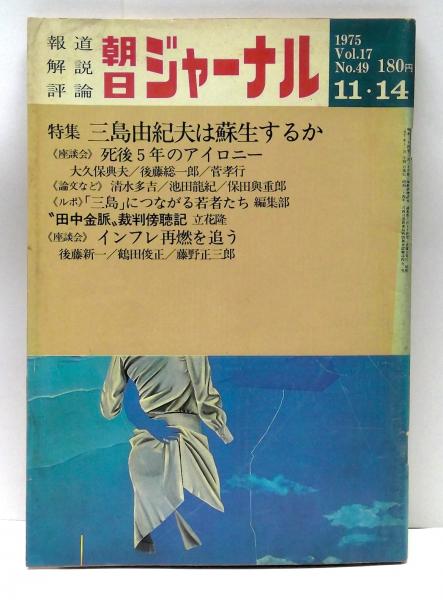 報道
解説
評論
朝日ジャーナル
1975
Vol.17
No.49 180円
11・14
特集 三島由紀夫は蘇生するか
《座談会》 死後5年のアイロニー
大久保典夫／後藤総一郎／菅孝行
《論文など》 清水多吉／池田龍紀／保田與重郎
《ルポ》「三島」につながる若者たち 編集部
〝田中金脈〟裁判傍聴記 立花隆
《座談会》 インフレ再燃を追う
後藤新一／鶴田俊正／藤野正三郎